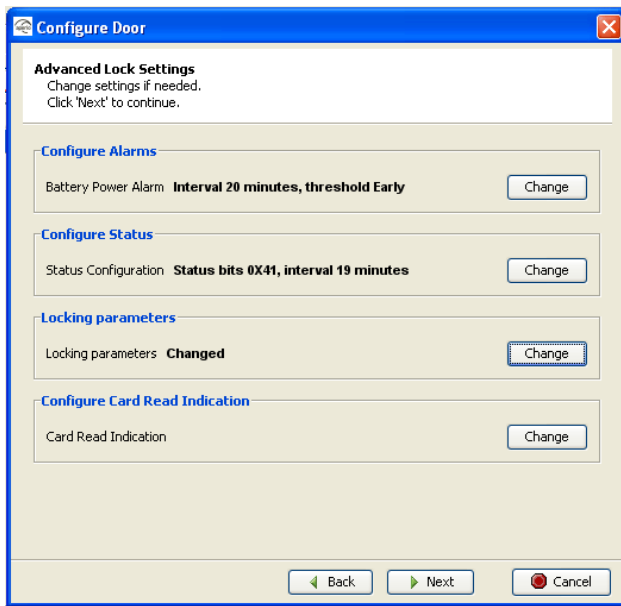 Configure Door
Advanced Lock Settings
Change settings if needed.
Click 'Next' to continue.
Configure Alarms
Battery Power Alarm Interval 20 minutes, threshold Early Change
Configure Status
Status Configuration Status bits 0X41, interval 19 minutes Change
Locking parameters
Locking parameters Changed Change
Configure Card Read Indication
Card Read Indication Change
Back Next Cancel